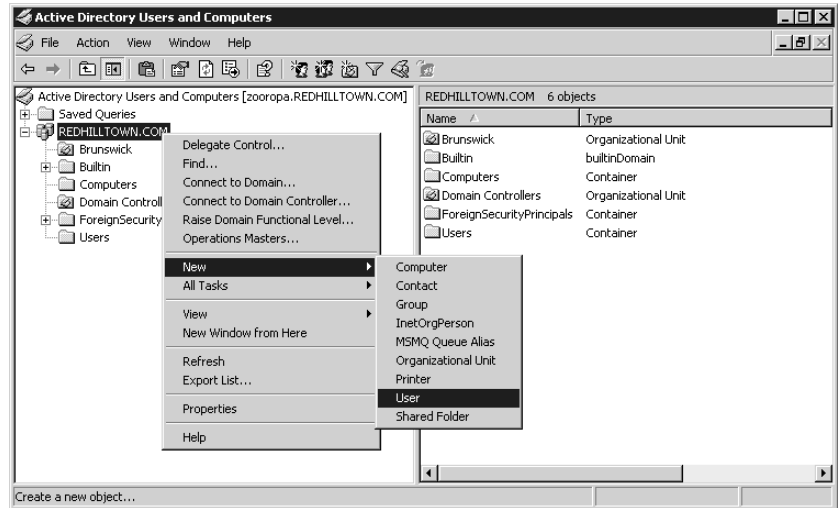 Active Directory Users and Computers
File Action View Window Help
Active Directory Users and Computers [zooropa.REDHILLTOWN.COM]
Saved Queries
REDHILLTOWN.COM
Brunswick
Builtin
Computers
Domain Controll
ForeignSecurity
Users
Delegate Control...
Find...
Connect to Domain...
Connect to Domain Controller...
Raise Domain Functional Level...
Operations Masters...
New
All Tasks
View
New Window from Here
Refresh
Export List...
Properties
Help
Computer
Contact
Group
InetOrgPerson
MSMQ Queue Alias
Organizational Unit
Printer
User
Shared Folder
REDHILLTOWN.COM 6 objects
Name Type
Brunswick Organizational Unit
Builtin builtinDomain
Computers Container
Domain Controllers Organizational Unit
ForeignSecurityPrincipals Container
Users Container
Create a new object...